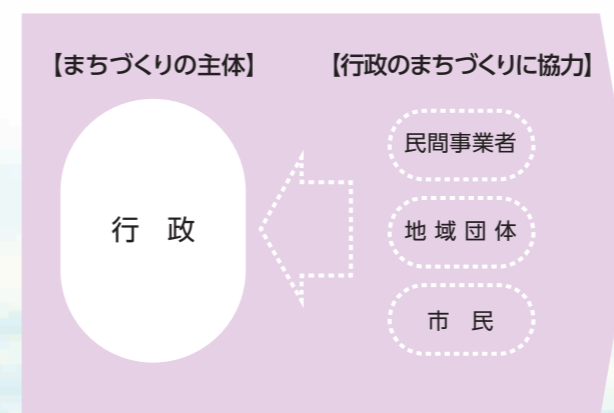 【まちづくりの主体】
【行政のまちづくりに協力】
行　政
民間事業者
地 域 団 体
市　民